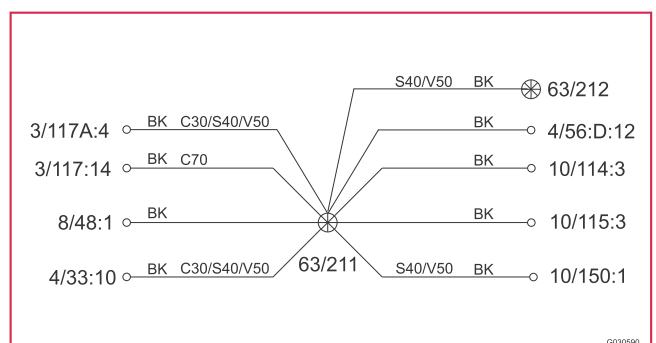 S40/V50 BK 63/212
3/117A:4 BK C30/S40/V50 BK 4/56:D:12
3/117:14 BK C70 BK 10/114:3
8/48:1 BK BK 10/115:3
63/211
4/33:10 BK C30/S40/V50 S40/V50 BK 10/150:1
G030590